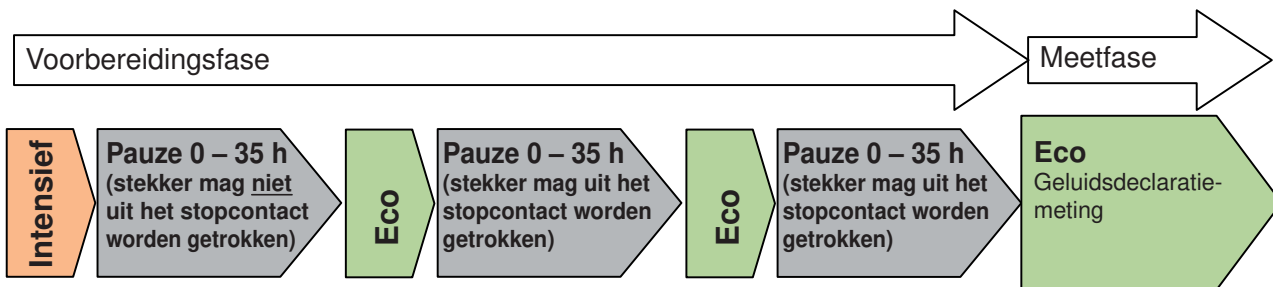 Voorbereidingsfase
Meetfase
Intensief
Pauze 0 – 35 h
(stekker mag niet
uit het stopcontact
worden getrokken)
Eco
Pauze 0 – 35 h
(stekker mag uit het
stopcontact worden
getrokken)
Eco
Pauze 0 – 35 h
(stekker mag uit het
stopcontact worden
getrokken)
Eco
Geluidsdeclaratie-
meting